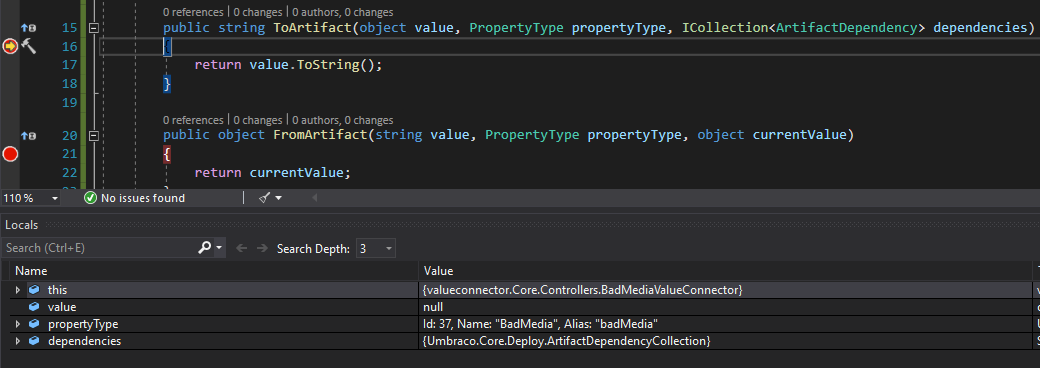 0 references | 0 changes | 0 authors, 0 changes
15 public string ToArtifact(object value, PropertyType propertyType, ICollection<ArtifactDependency> dependencies)
16 {
17 return value.ToString();
18 }
19
0 references | 0 changes | 0 authors, 0 changes
20 public object FromArtifact(string value, PropertyType propertyType, object currentValue)
21 {
22 return currentValue;
110 % No issues found
Locals
Search (Ctrl+E) Search Depth: 3
Name Value
this {valueconnector.Core.Controllers.BadMediaValueConnector}
value null
propertyType Id: 37, Name: "BadMedia", Alias: "badMedia"
dependencies {Umbraco.Core.Deploy.ArtifactDependencyCollection}